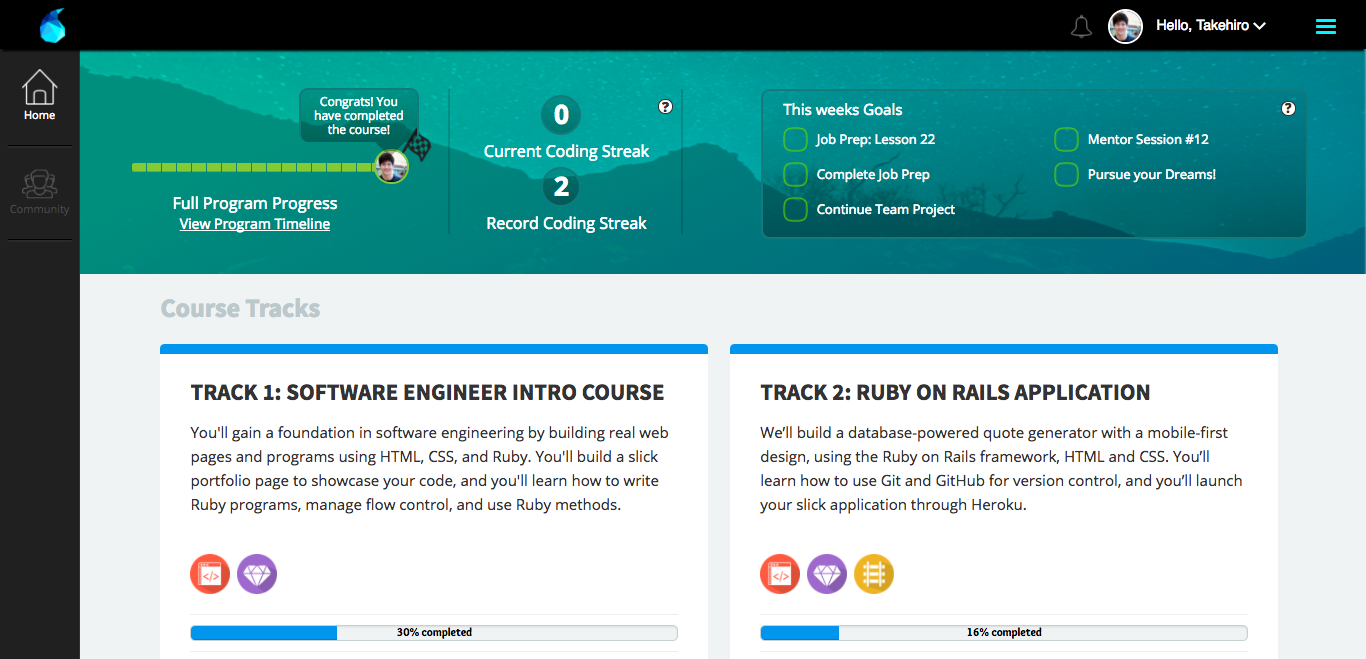 Hello, Takehiro
Home
Community
Congrats! You
have completed
the course!
Full Program Progress
View Program Timeline
0
?
Current Coding Streak
2
Record Coding Streak
This weeks Goals
?
Job Prep: Lesson 22
Mentor Session #12
Complete Job Prep
Pursue your Dreams!
Continue Team Project
Course Tracks
TRACK 1: SOFTWARE ENGINEER INTRO COURSE
You'll gain a foundation in software engineering by building real web
pages and programs using HTML, CSS, and Ruby. You'll build a slick
portfolio page to showcase your code, and you'll learn how to write
Ruby programs, manage flow control, and use Ruby methods.
30% completed
TRACK 2: RUBY ON RAILS APPLICATION
We’ll build a database-powered quote generator with a mobile-first
design, using the Ruby on Rails framework, HTML and CSS. You’ll
learn how to use Git and GitHub for version control, and you’ll launch
your slick application through Heroku.
16% completed